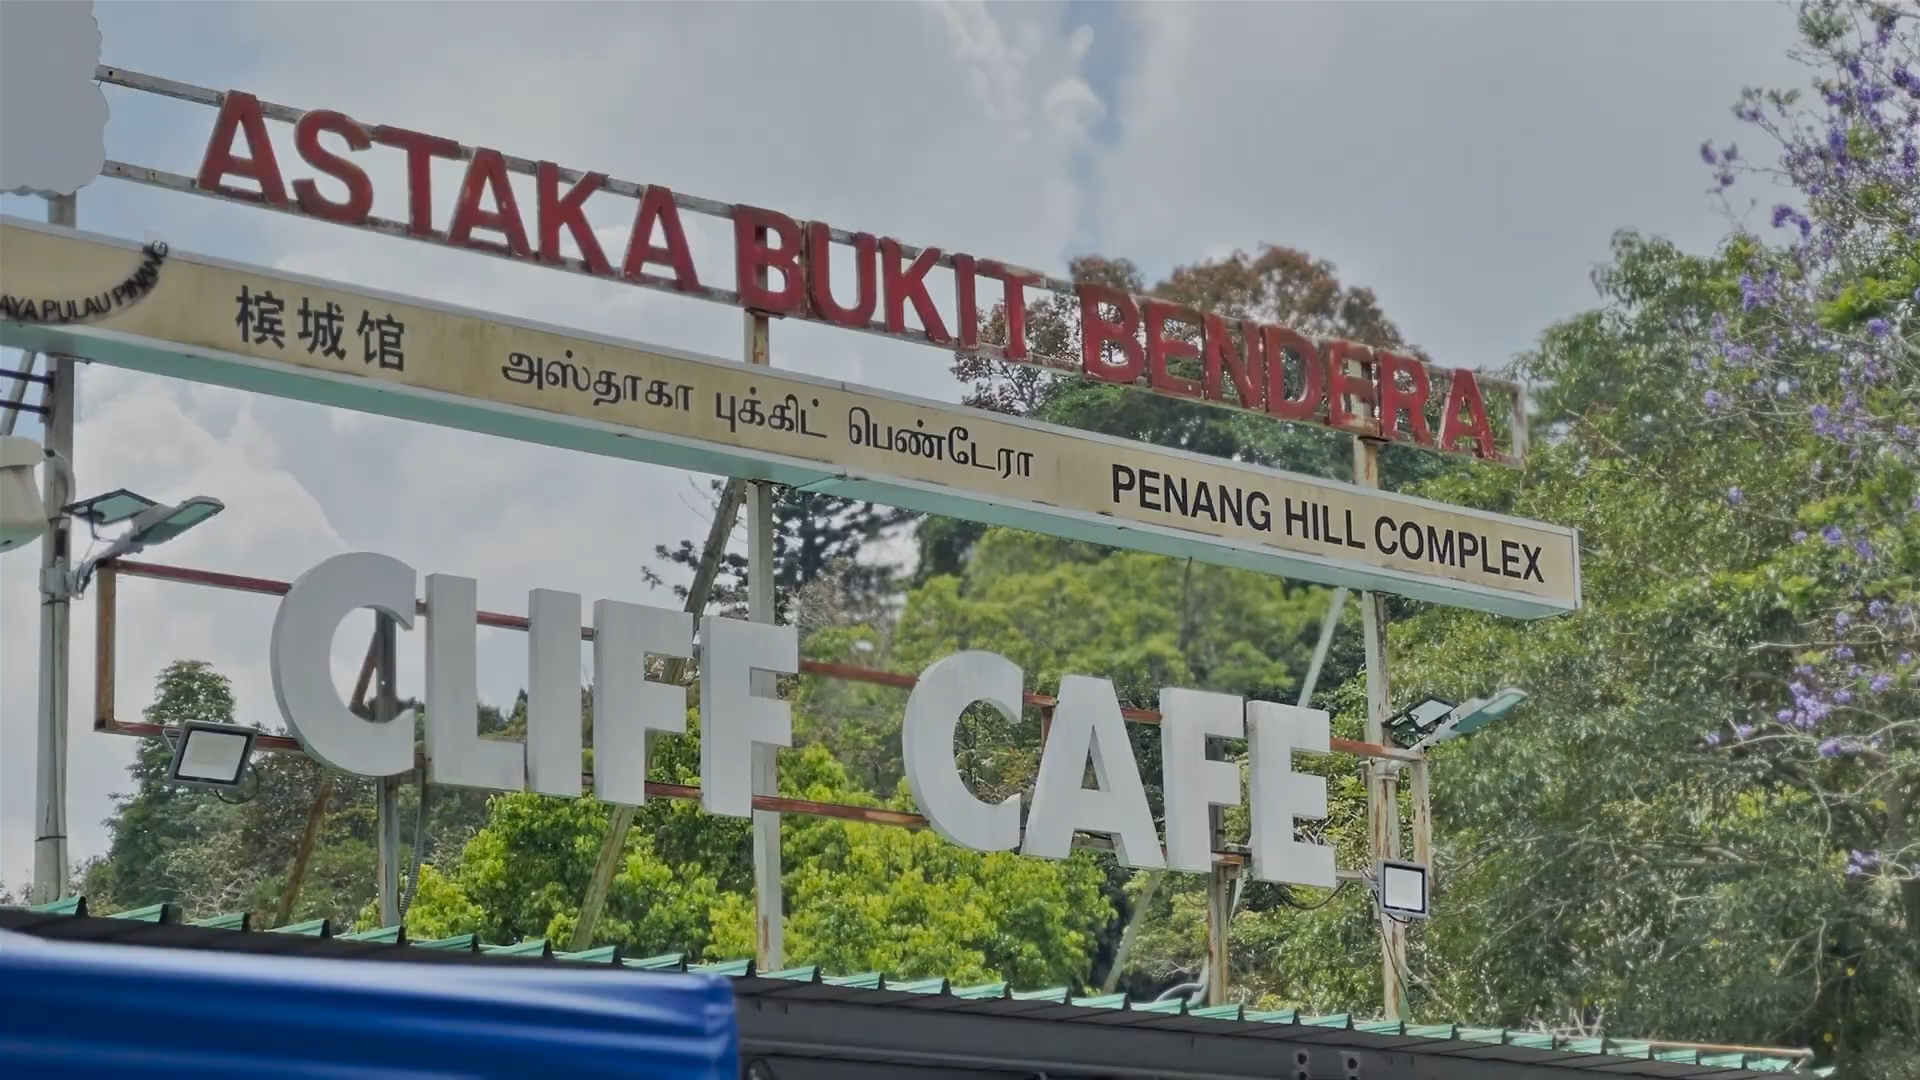 ASTAKA BUKIT BENDERA
AYA PULAU PINANG
槟城馆 அஸ்தாகா புக்கிட் பெண்டேரா PENANG HILL COMPLEX
CLIFF CAFE